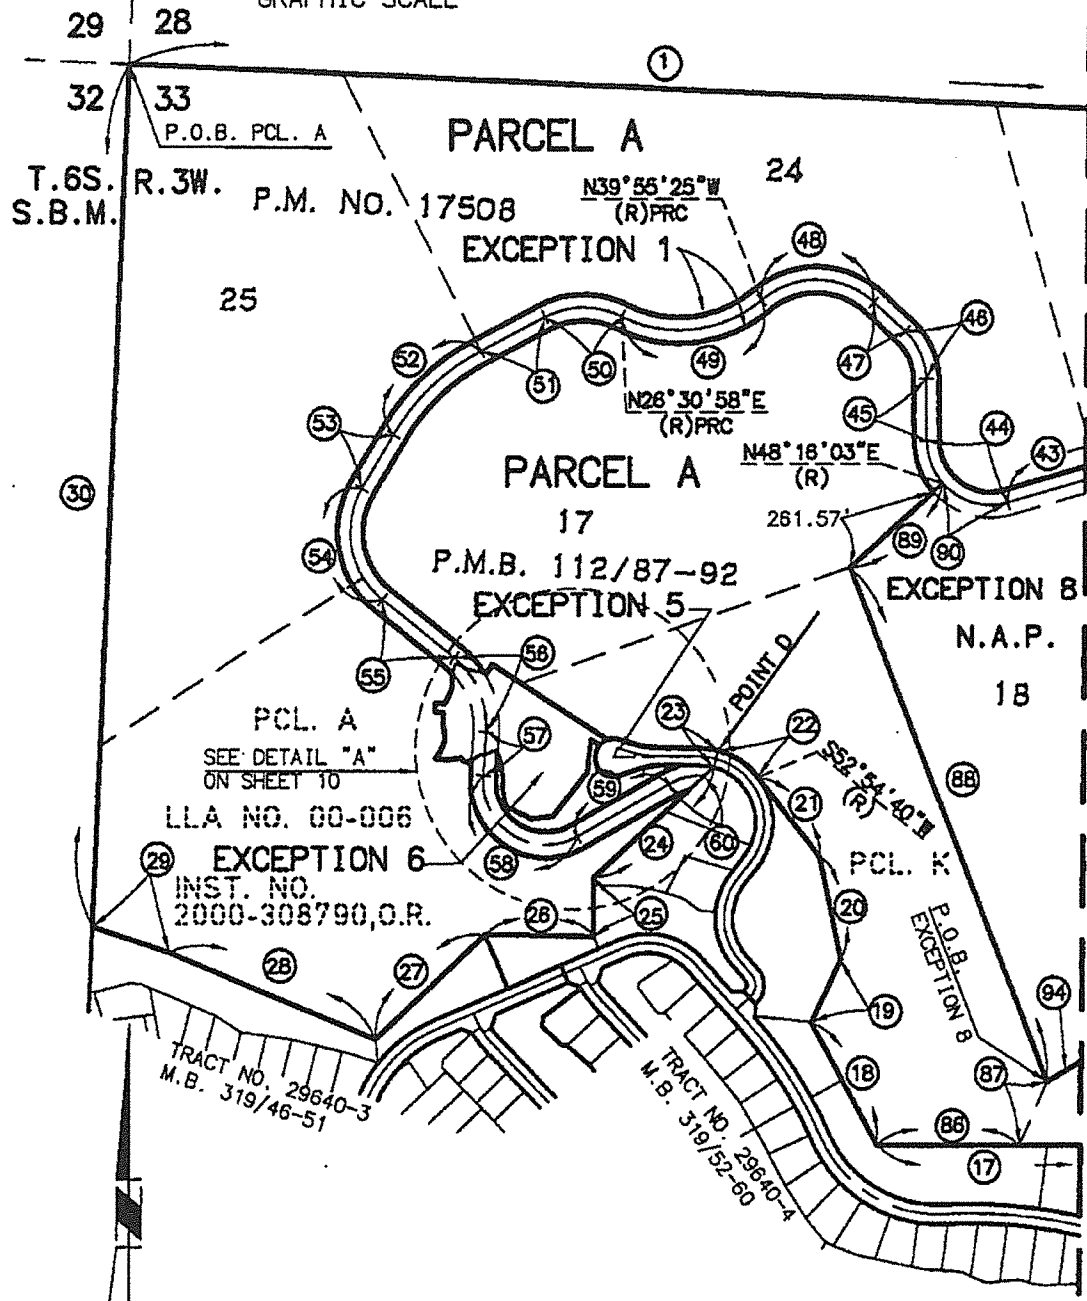 GRAPHIC SCALE
29 28
1
32 33
P.O.B. PCL. A
PARCEL A
24
T.6S. R.3W.
S.B.M.
P.M. NO. 17508
N39°55'25"W
(R)PRC
EXCEPTION 1
48
25
46
52
51
50
49
47
N26°30'58"E
(R)PRC
53
45
44
43
N48°16'03"E
(R)
PARCEL A
30
17
261.57'
54
89
90
P.M.B. 112/87-92
EXCEPTION 5
EXCEPTION 8
N.A.P.
18
55
56
POINT D
PCL. A
SEE DETAIL "A"
ON SHEET 10
23
22
57
S52°54'40"W
(R)
88
59
21
LLA NO. 00-006
EXCEPTION 6
58
24
60
PCL. K
29
INST. NO.
2000-308790,O.R.
26
25
20
P.O.B.
EXCEPTION 8
28
27
19
94
TRACT NO. 29640-3
M.B. 319/46-51
TRACT NO. 29640-4
M.B. 319/52-60
18
87
86
17